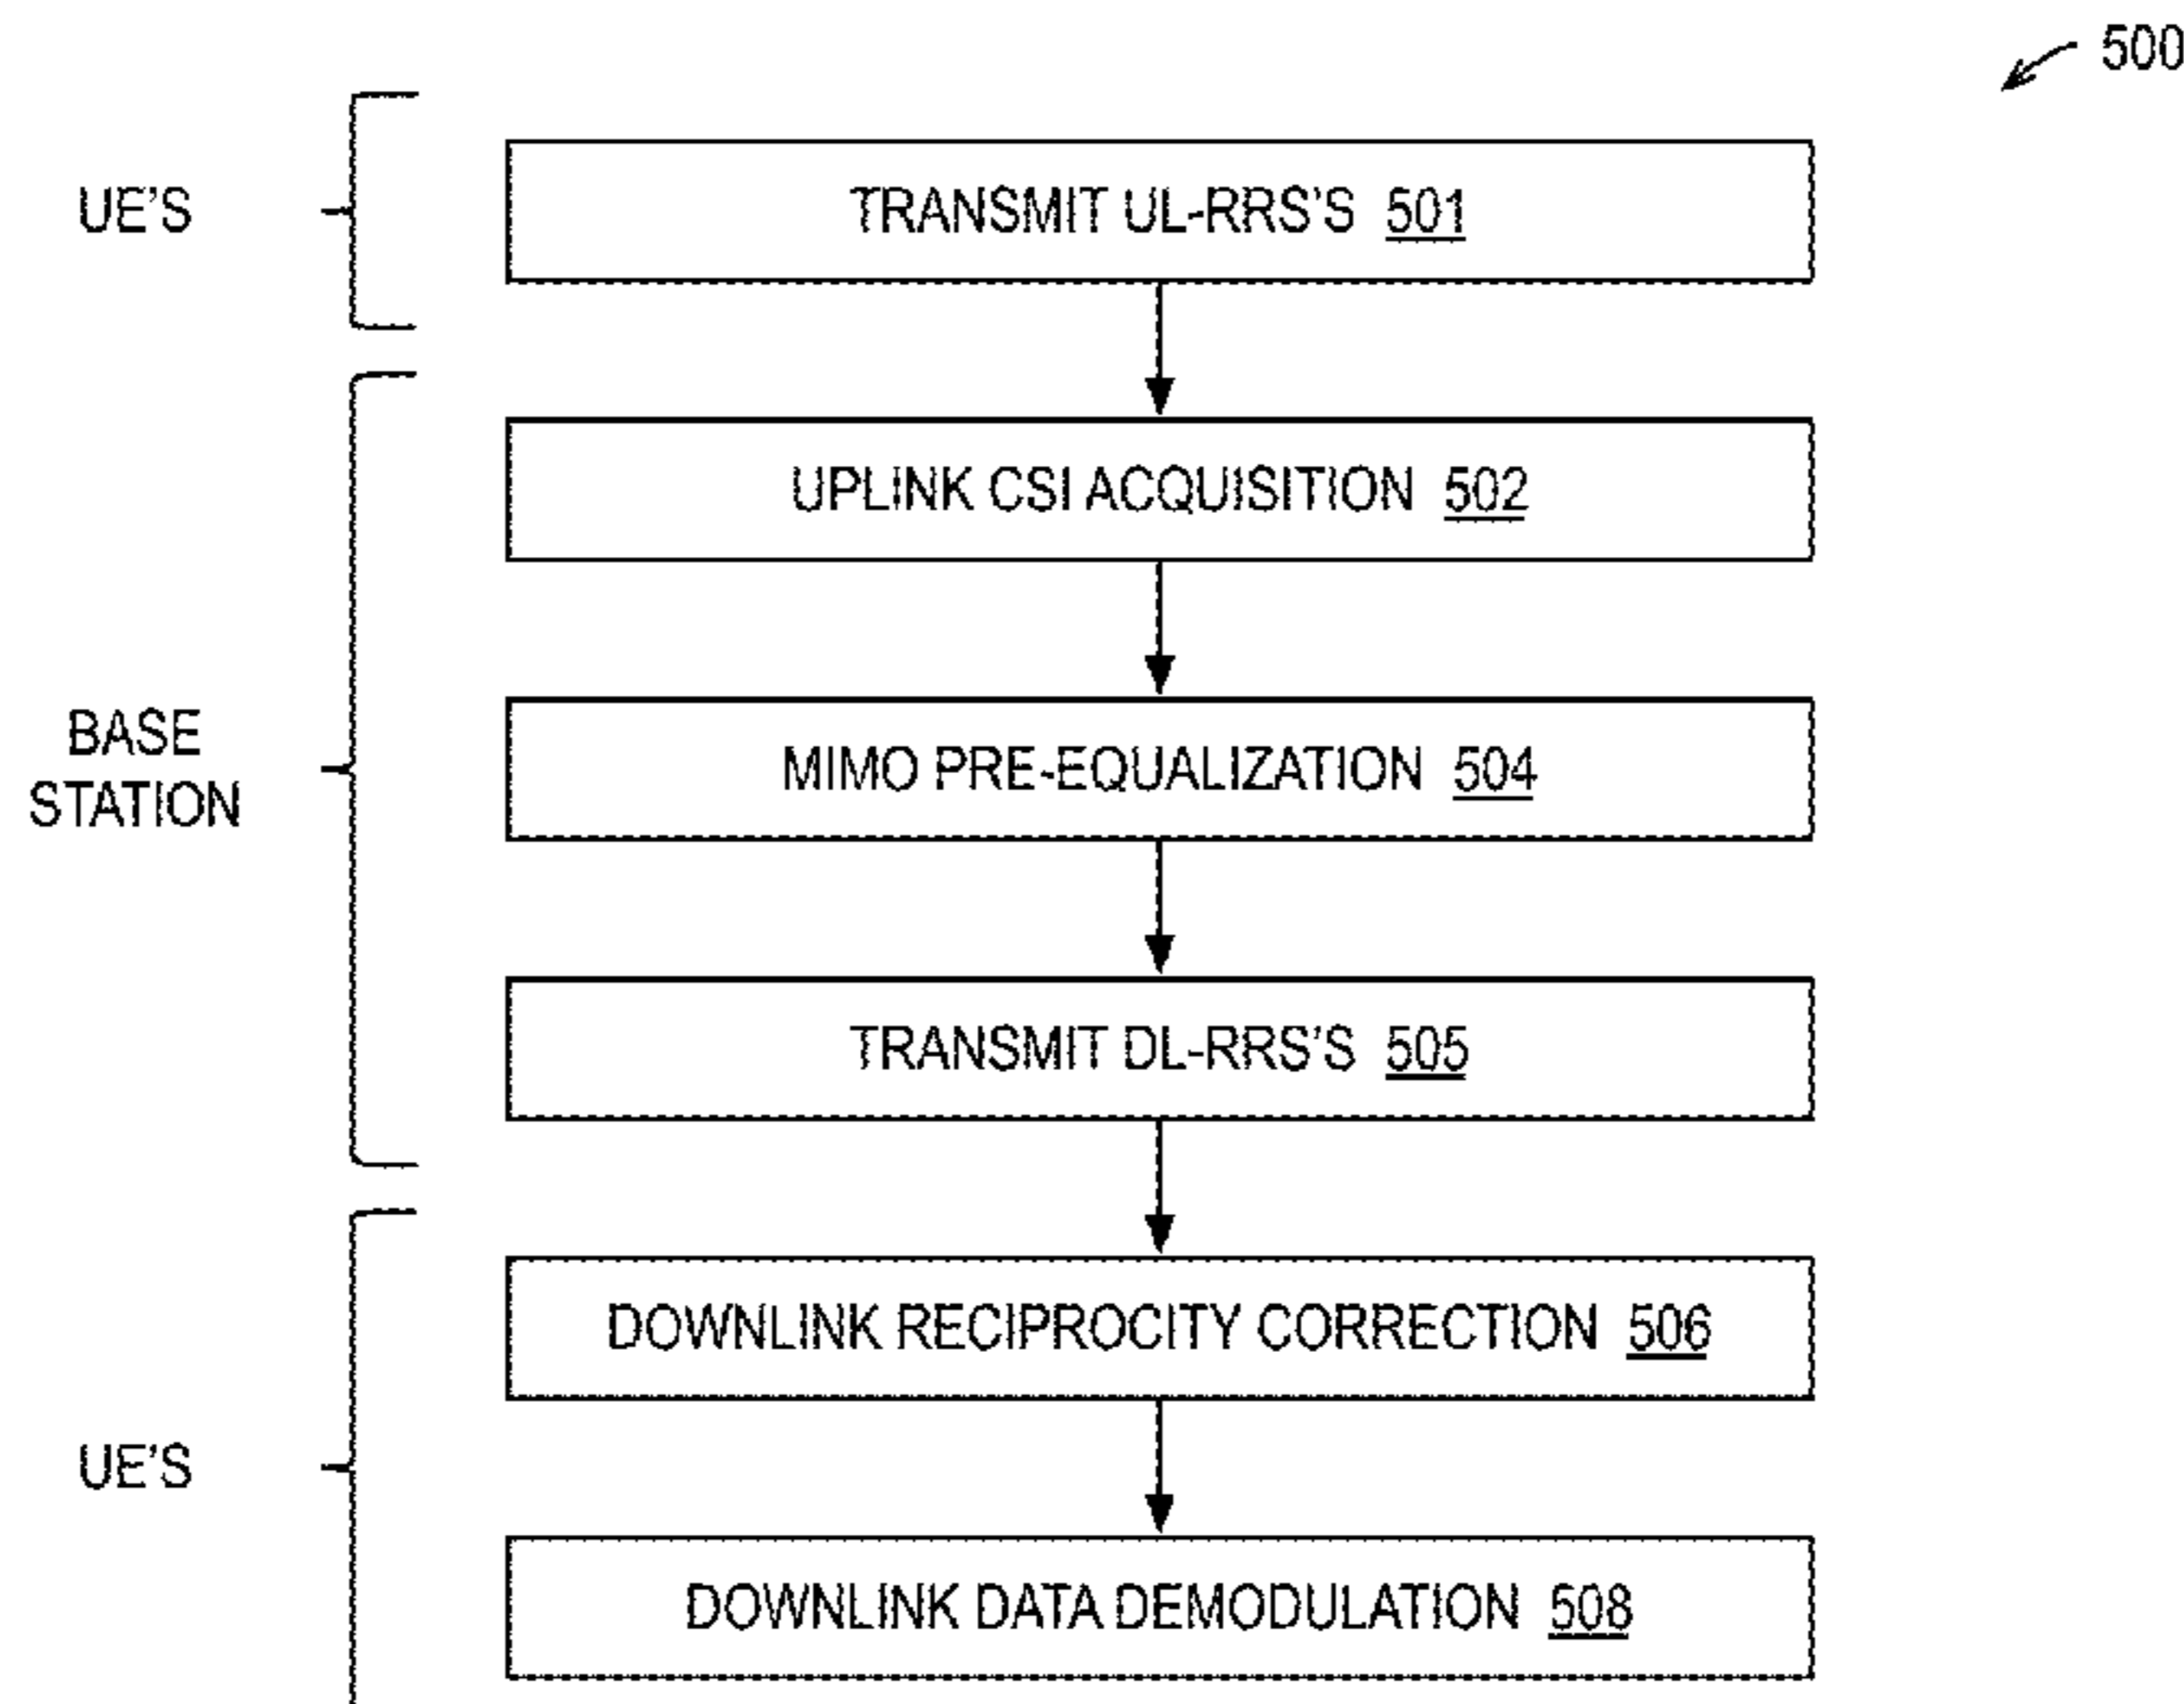 500
UE'S
TRANSMIT UL-RRS'S 501
UPLINK CSI ACQUISITION 502
BASE
STATION
MIMO PRE-EQUALIZATION 504
TRANSMIT DL-RRS'S 505
DOWNLINK RECIPROCITY CORRECTION 506
UE'S
DOWNLINK DATA DEMODULATION 508